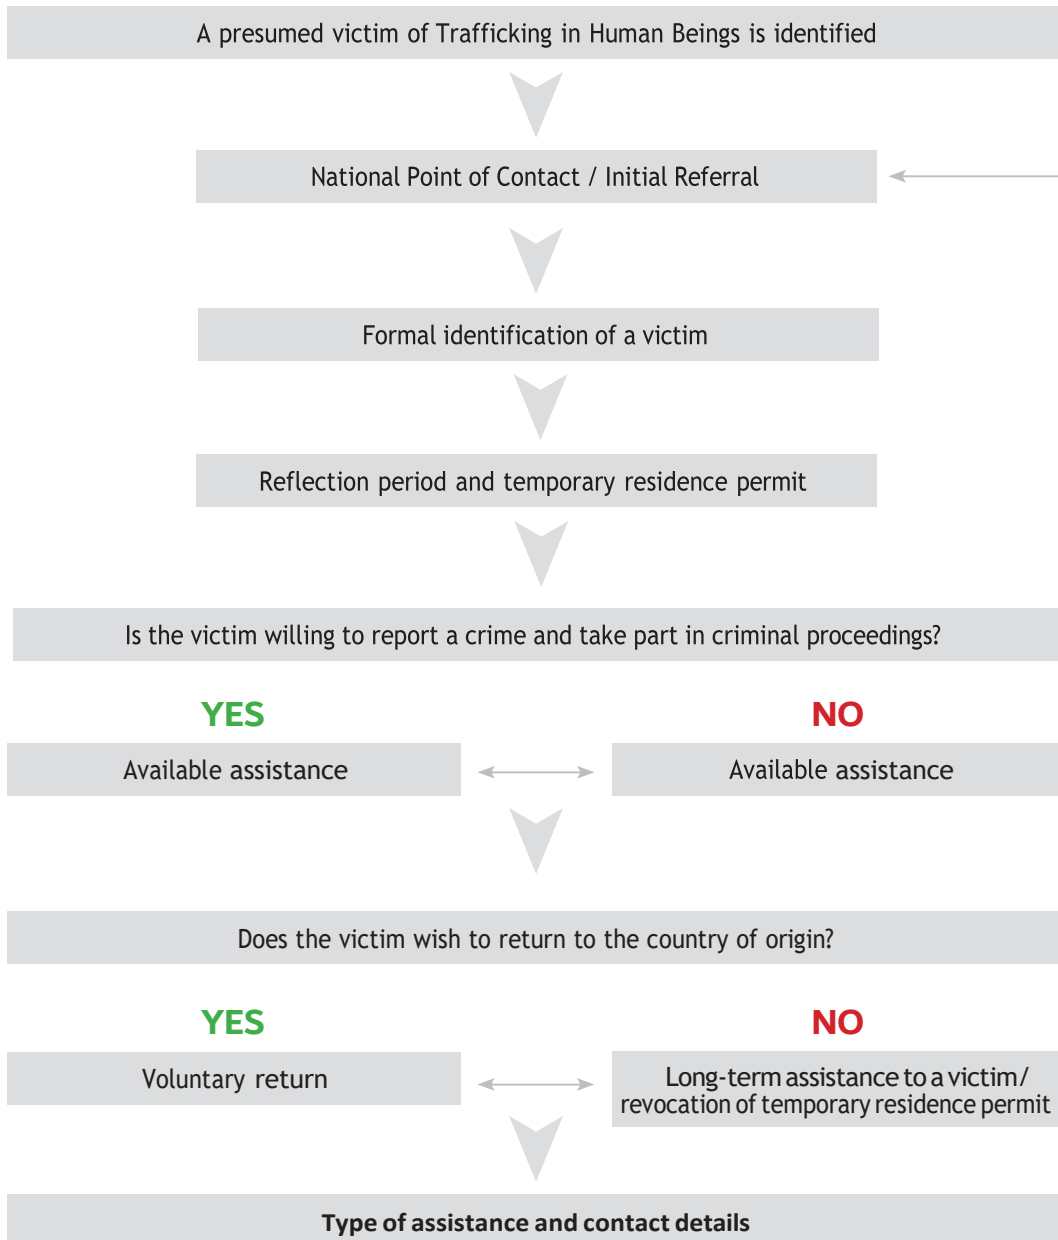 A presumed victim of Trafficking in Human Beings is identified
National Point of Contact / Initial Referral
Formal identification of a victim
Reflection period and temporary residence permit
Is the victim willing to report a crime and take part in criminal proceedings?
YES
NO
Available assistance
Available assistance
Does the victim wish to return to the country of origin?
YES
NO
Voluntary return
Long-term assistance to a victim/
revocation of temporary residence permit
Type of assistance and contact details